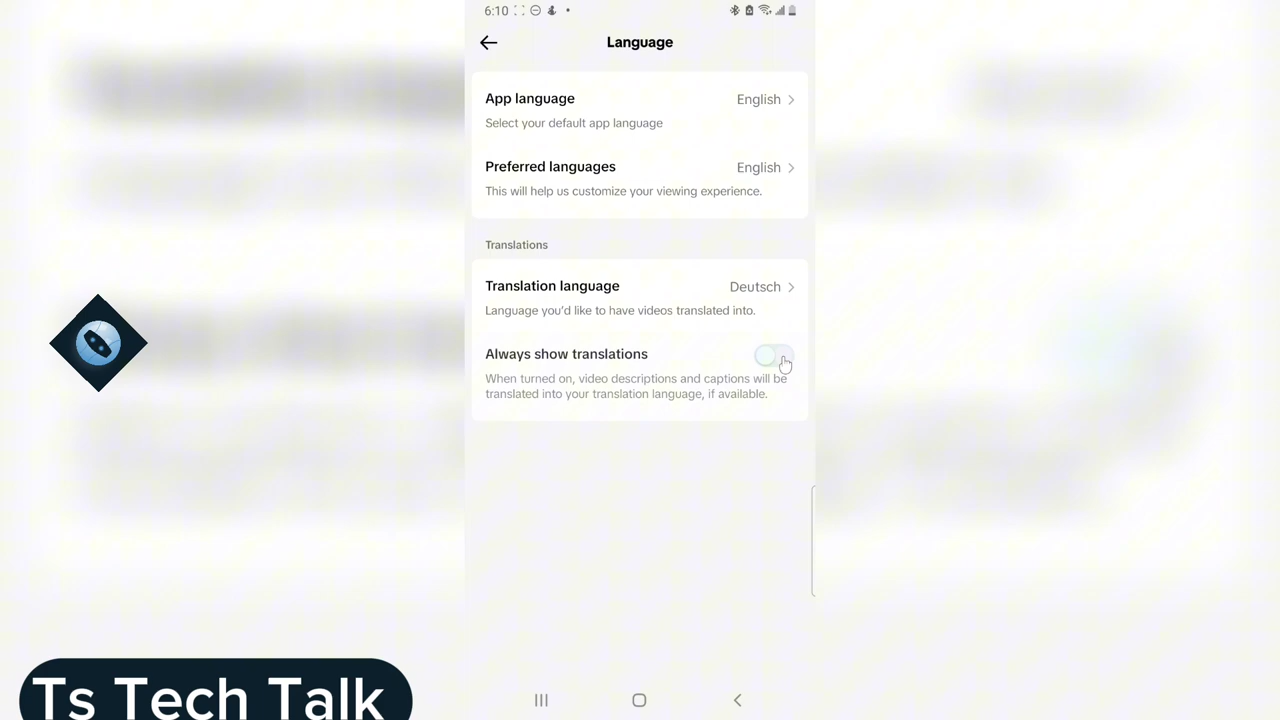 6:10
Language
App language English
Select your default app language
Preferred languages English
This will help us customize your viewing experience.
Translations
Translation language Deutsch
Language you'd like to have videos translated into.
Always show translations
When turned on, video descriptions and captions will be
translated into your translation language, if available.
Ts Tech Talk